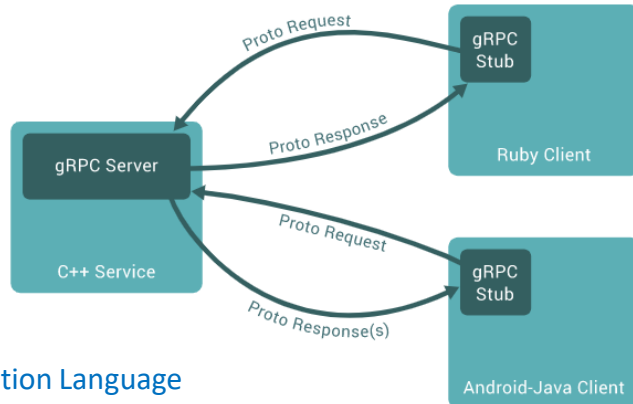 Proto Request
gRPC
Stub
Ruby Client
Proto Response
gRPC Server
C++ Service
Proto Request
gRPC
Stub
Proto Response(s)
Android-Java Client
Language